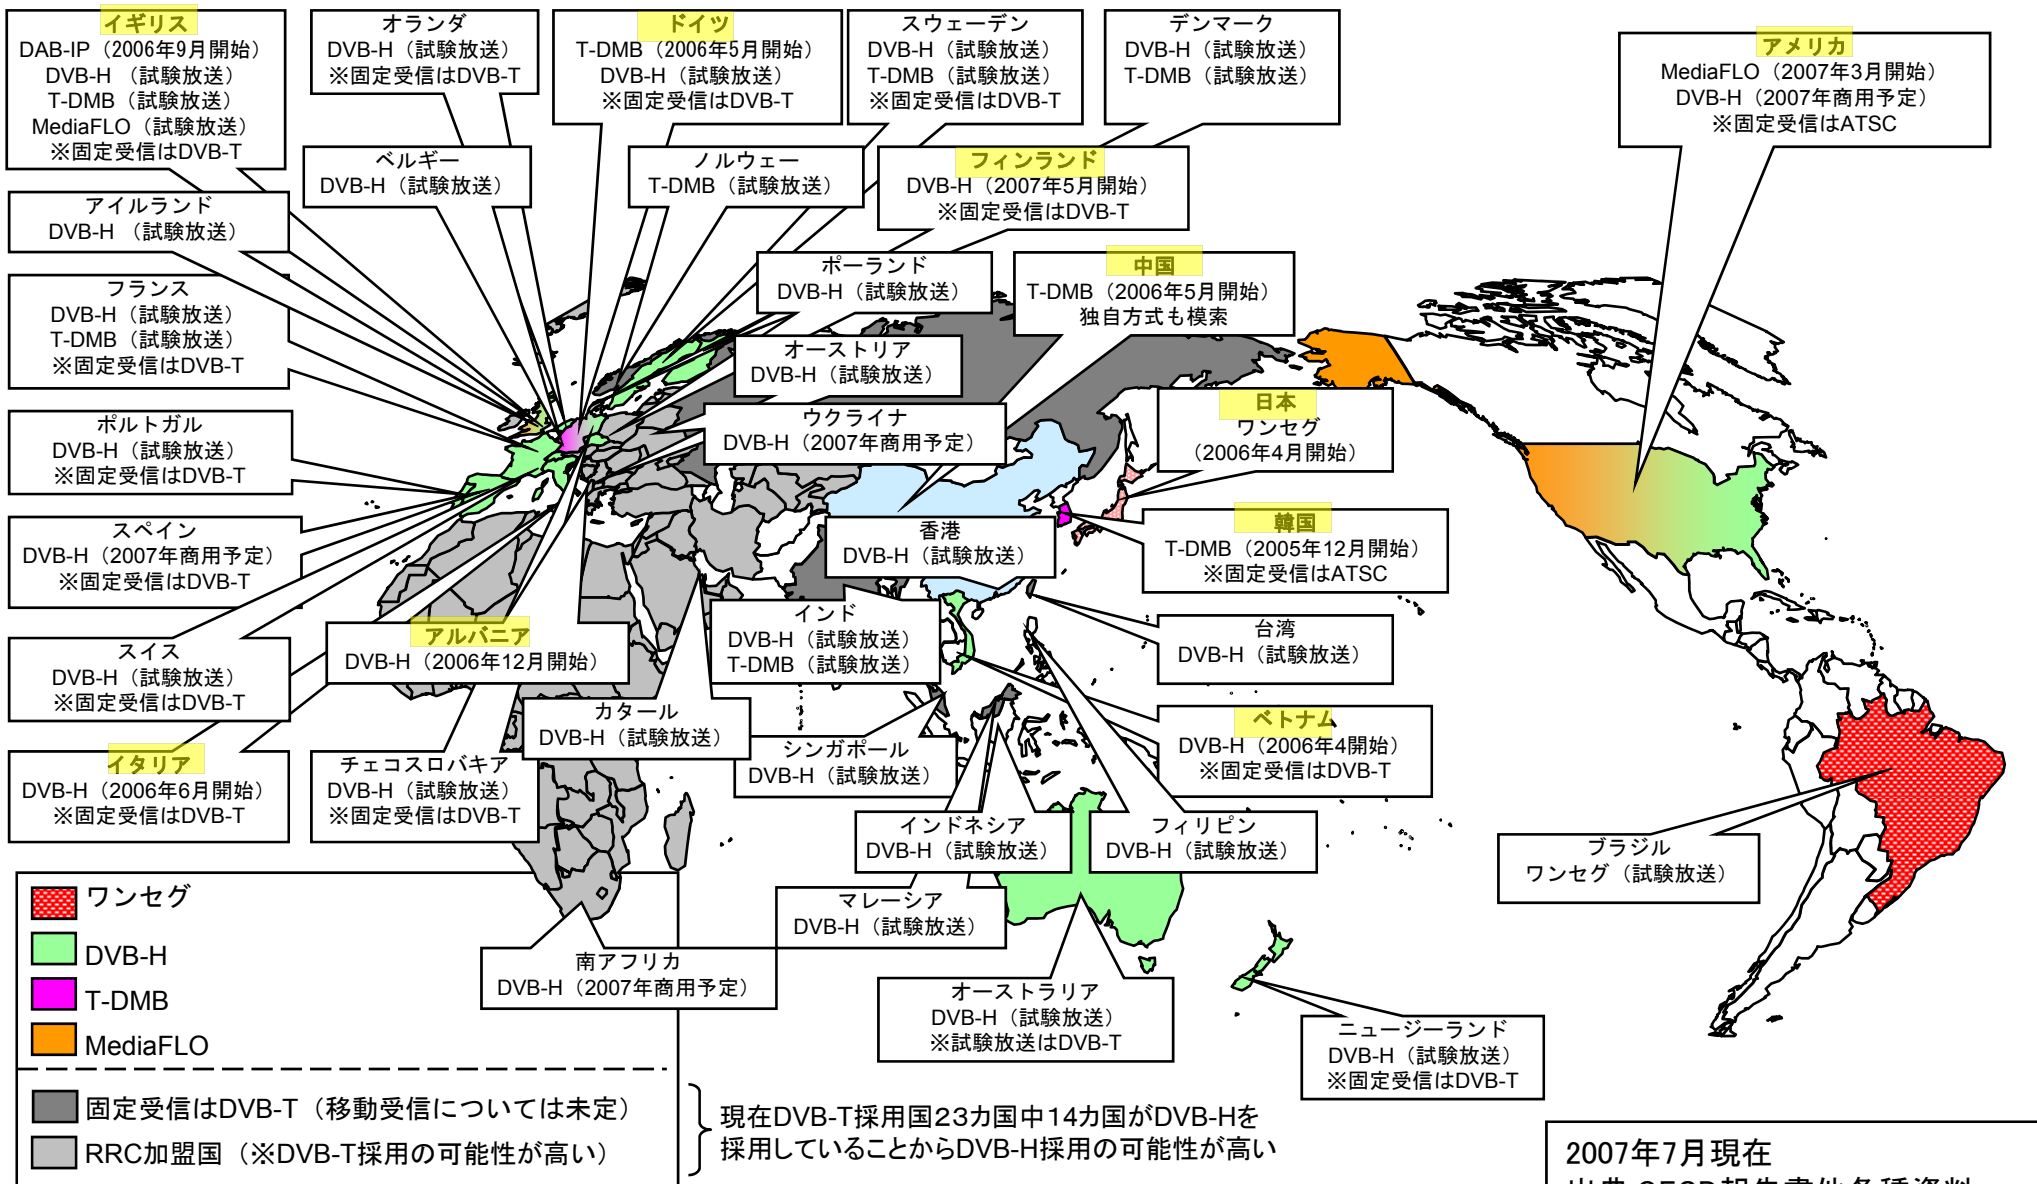 イギリス
DAB-IP（2006年9月開始）
DVB-H（試験放送）
T-DMB（試験放送）
MediaFLO（試験放送）
※固定受信はDVB-T
オランダ
DVB-H（試験放送）
※固定受信はDVB-T
ドイツ
T-DMB（2006年5月開始）
DVB-H（試験放送）
※固定受信はDVB-T
スウェーデン
DVB-H（試験放送）
T-DMB（試験放送）
※固定受信はDVB-T
デンマーク
DVB-H（試験放送）
T-DMB（試験放送）
アメリカ
MediaFLO（2007年3月開始）
DVB-H（2007年商用予定）
※固定受信はATSC
ベルギー
DVB-H（試験放送）
ノルウェー
T-DMB（試験放送）
フィンランド
DVB-H（2007年5月開始）
※固定受信はDVB-T
アイルランド
DVB-H （試験放送）
ポーランド
DVB-H（試験放送）
中国
T-DMB（2006年5月開始）
独自方式も模索
フランス
DVB-H（試験放送）
T-DMB（試験放送）
※固定受信はDVB-T
オーストリア
DVB-H（試験放送）
日本
ワンセグ
（2006年4月開始）
ポルトガル
DVB-H（試験放送）
※固定受信はDVB-T
ウクライナ
DVB-H（2007年商用予定）
スペイン
DVB-H（2007年商用予定）
※固定受信はDVB-T
香港
DVB-H（試験放送）
韓国
T-DMB（2005年12月開始）
※固定受信はATSC
スイス
DVB-H（試験放送）
※固定受信はDVB-T
アルバニア
DVB-H（2006年12月開始）
インド
DVB-H（試験放送）
T-DMB（試験放送）
台湾
DVB-H（試験放送）
カタール
DVB-H（試験放送）
シンガポール
DVB-H（試験放送）
ベトナム
DVB-H（2006年4開始）
※固定受信はDVB-T
イタリア
DVB-H（2006年6月開始）
※固定受信はDVB-T
チェコスロバキア
DVB-H（試験放送）
※固定受信はDVB-T
インドネシア
DVB-H（試験放送）
フィリピン
DVB-H（試験放送）
ブラジル
ワンセグ（試験放送）
マレーシア
DVB-H（試験放送）
南アフリカ
DVB-H（2007年商用予定）
オーストラリア
DVB-H（試験放送）
※試験放送はDVB-T
ニュージーランド
DVB-H（試験放送）
※固定受信はDVB-T
ワンセグ
DVB-H
T-DMB
MediaFLO
固定受信はDVB-T（移動受信については未定）
RRC加盟国（※DVB-T採用の可能性が高い）
現在DVB-T採用国23カ国中14カ国がDVB-Hを
採用していることからDVB-H採用の可能性が高い
2007年7月現在
出典 OECD報告書他各種資料